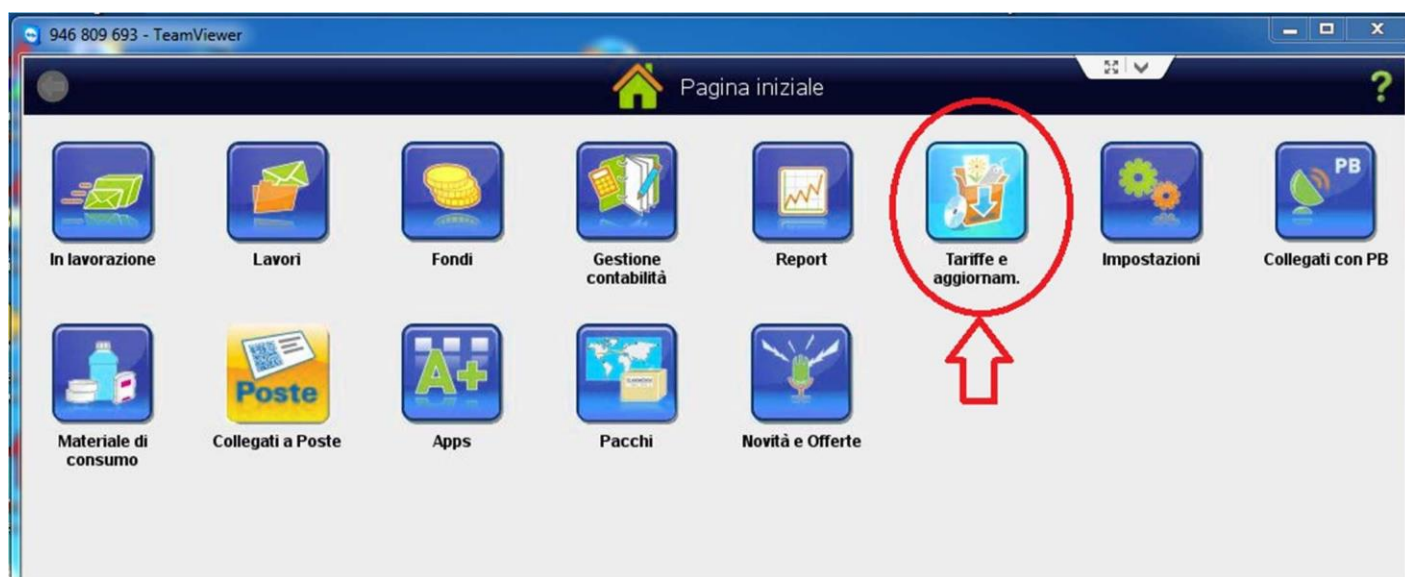 946 809 693 - TeamViewer
Pagina iniziale
?
In lavorazione
Lavori
Fondi
Gestione
contabilità
Report
Tariffe e
aggiornam.
Impostazioni
PB
Collegati con PB
Materiale di
consumo
Poste
Collegati a Poste
A+
Apps
Pacchi
Novità e Offerte